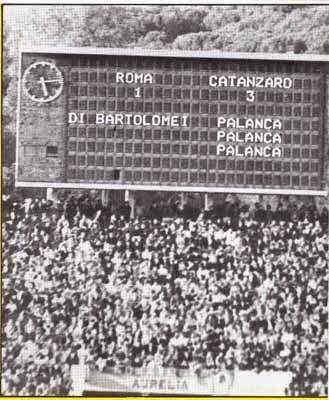 ROMA CATANZARO
1 3
DI BARTOLOMEI PALANCA
PALANCA
PALANCA
AURELIA